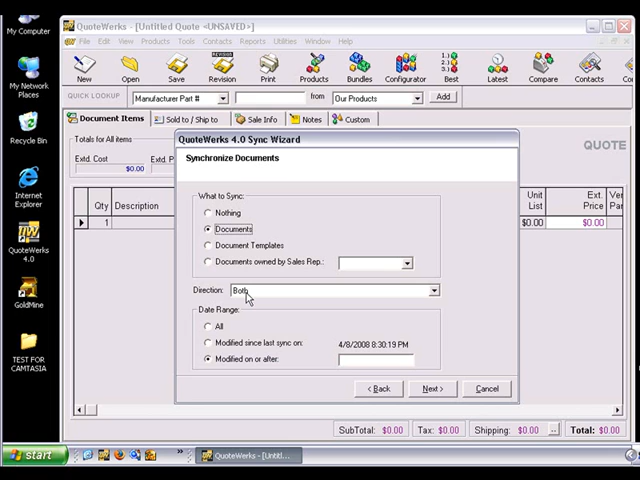 My Computer
My Network Places
Recycle Bin
Internet Explorer
QuoteWerks 4.0
GoldMine
TEST FOR CAMTASIA
QuoteWerks - [Untitled Quote <UNSAVED>]
File Edit View Products Tools Contacts Reports Utilities Window Help
New Open Save Revision Print Products Bundles Configurator Best Latest Compare Contacts
QUICK LOOKUP Manufacturer Part # from Our Products Add
Document Items Sold to / Ship to Sale Info Notes Custom
Totals for All items
Extd. Cost Extd. P
$0.00
QUOTE
Qty Description Unit List Ext. Price
1 $0.00 $0.00
QuoteWerks 4.0 Sync Wizard
Synchronize Documents
What to Sync:
Nothing
Documents
Document Templates
Documents owned by Sales Rep.:
Direction: Both
Date Range:
All
Modified since last sync on: 4/8/2008 8:30:19 PM
Modified on or after:
< Back Next > Cancel
SubTotal: $0.00 Tax: $0.00 Shipping: $0.00 ... Total: $0.00
start QuoteWerks - [Untitl...